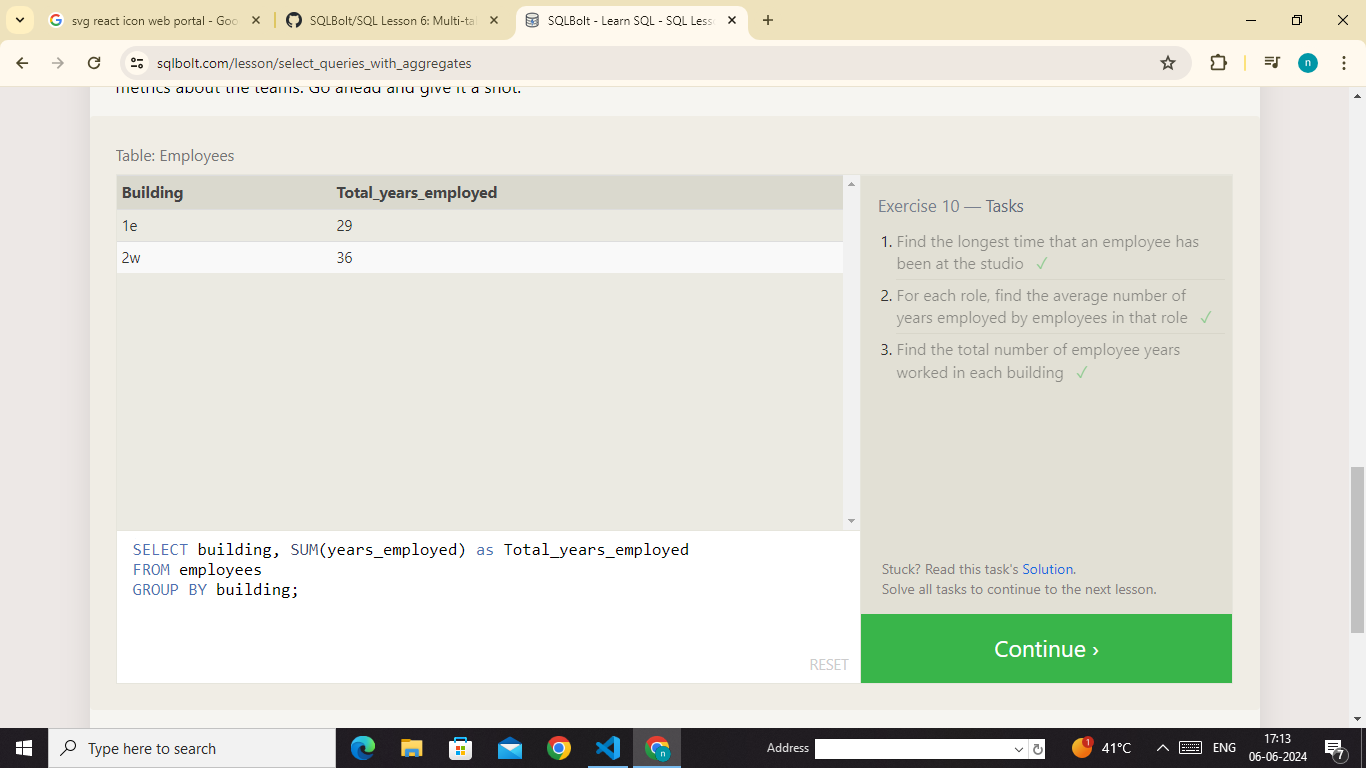 svg react icon web portal - Goo
SQLBolt/SQL Lesson 6: Multi-ta
SQLBolt - Learn SQL - SQL Less
sqlbolt.com/lesson/select_queries_with_aggregates
n
metrics about the teams. Go ahead and give it a shot.
Table: Employees
Building Total_years_employed
1e 29
2w 36
Exercise 10 — Tasks
1. Find the longest time that an employee has
been at the studio ✓
2. For each role, find the average number of
years employed by employees in that role ✓
3. Find the total number of employee years
worked in each building ✓
SELECT building, SUM(years_employed) as Total_years_employed
FROM employees
GROUP BY building;
RESET
Stuck? Read this task's Solution.
Solve all tasks to continue to the next lesson.
Continue ›
Type here to search
n
Address
1
41°C
ENG
17:13
06-06-2024
7